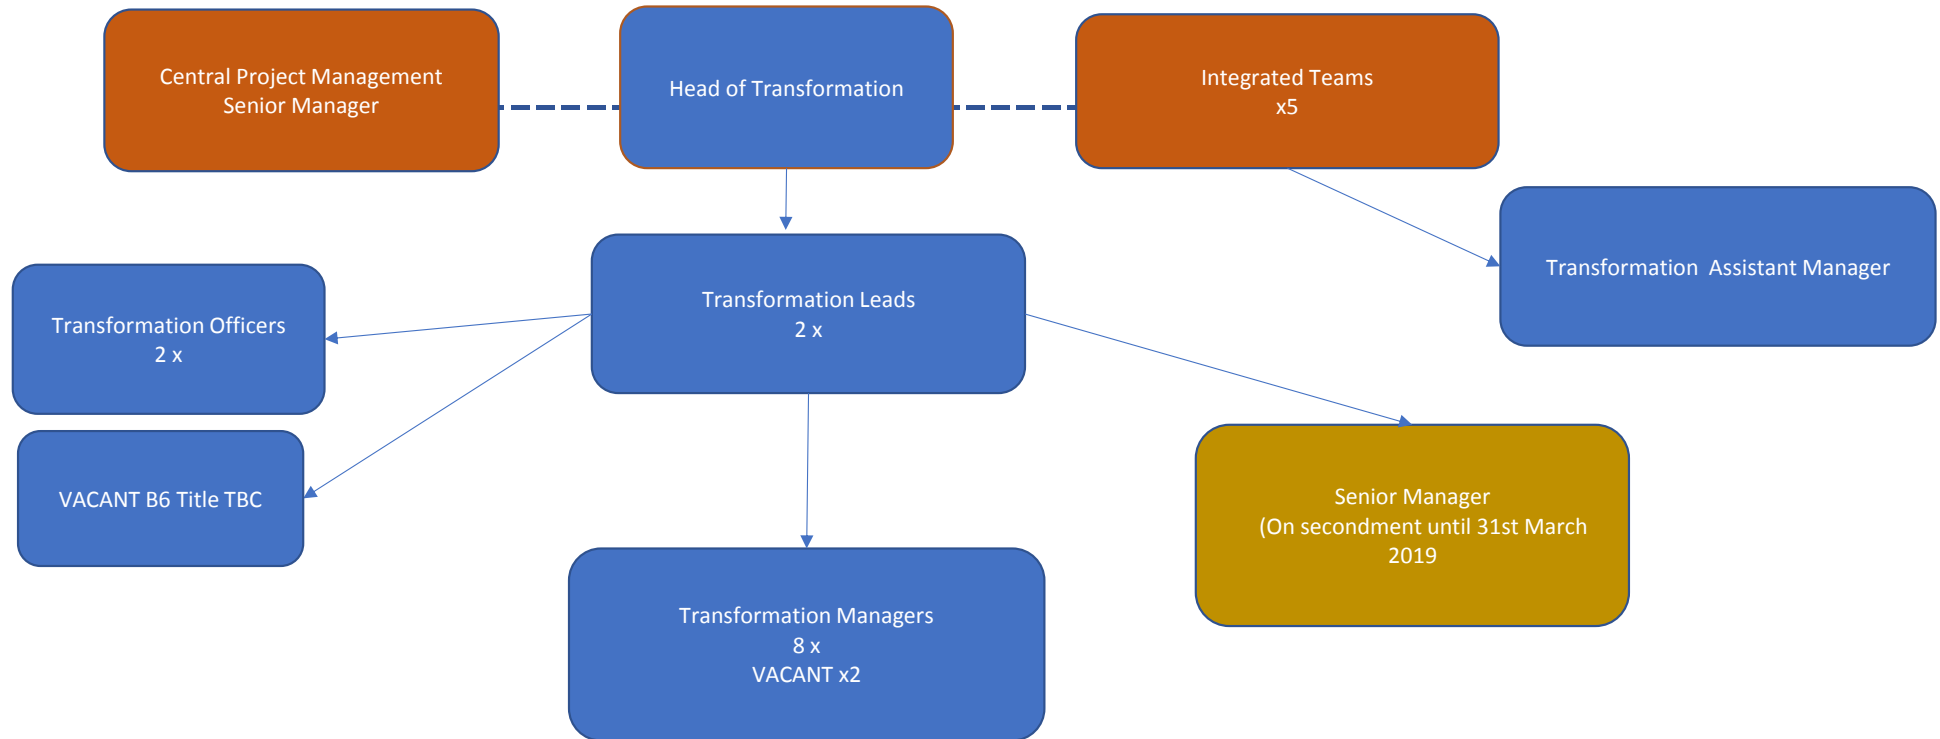 Central Project Management
Senior Manager
Head of Transformation
Integrated Teams
x5
Transformation  Assistant Manager
Transformation Leads
2 x
Transformation Officers
2 x
VACANT B6 Title TBC
Senior Manager
(On secondment until 31st March
2019
Transformation Managers
8 x
VACANT x2